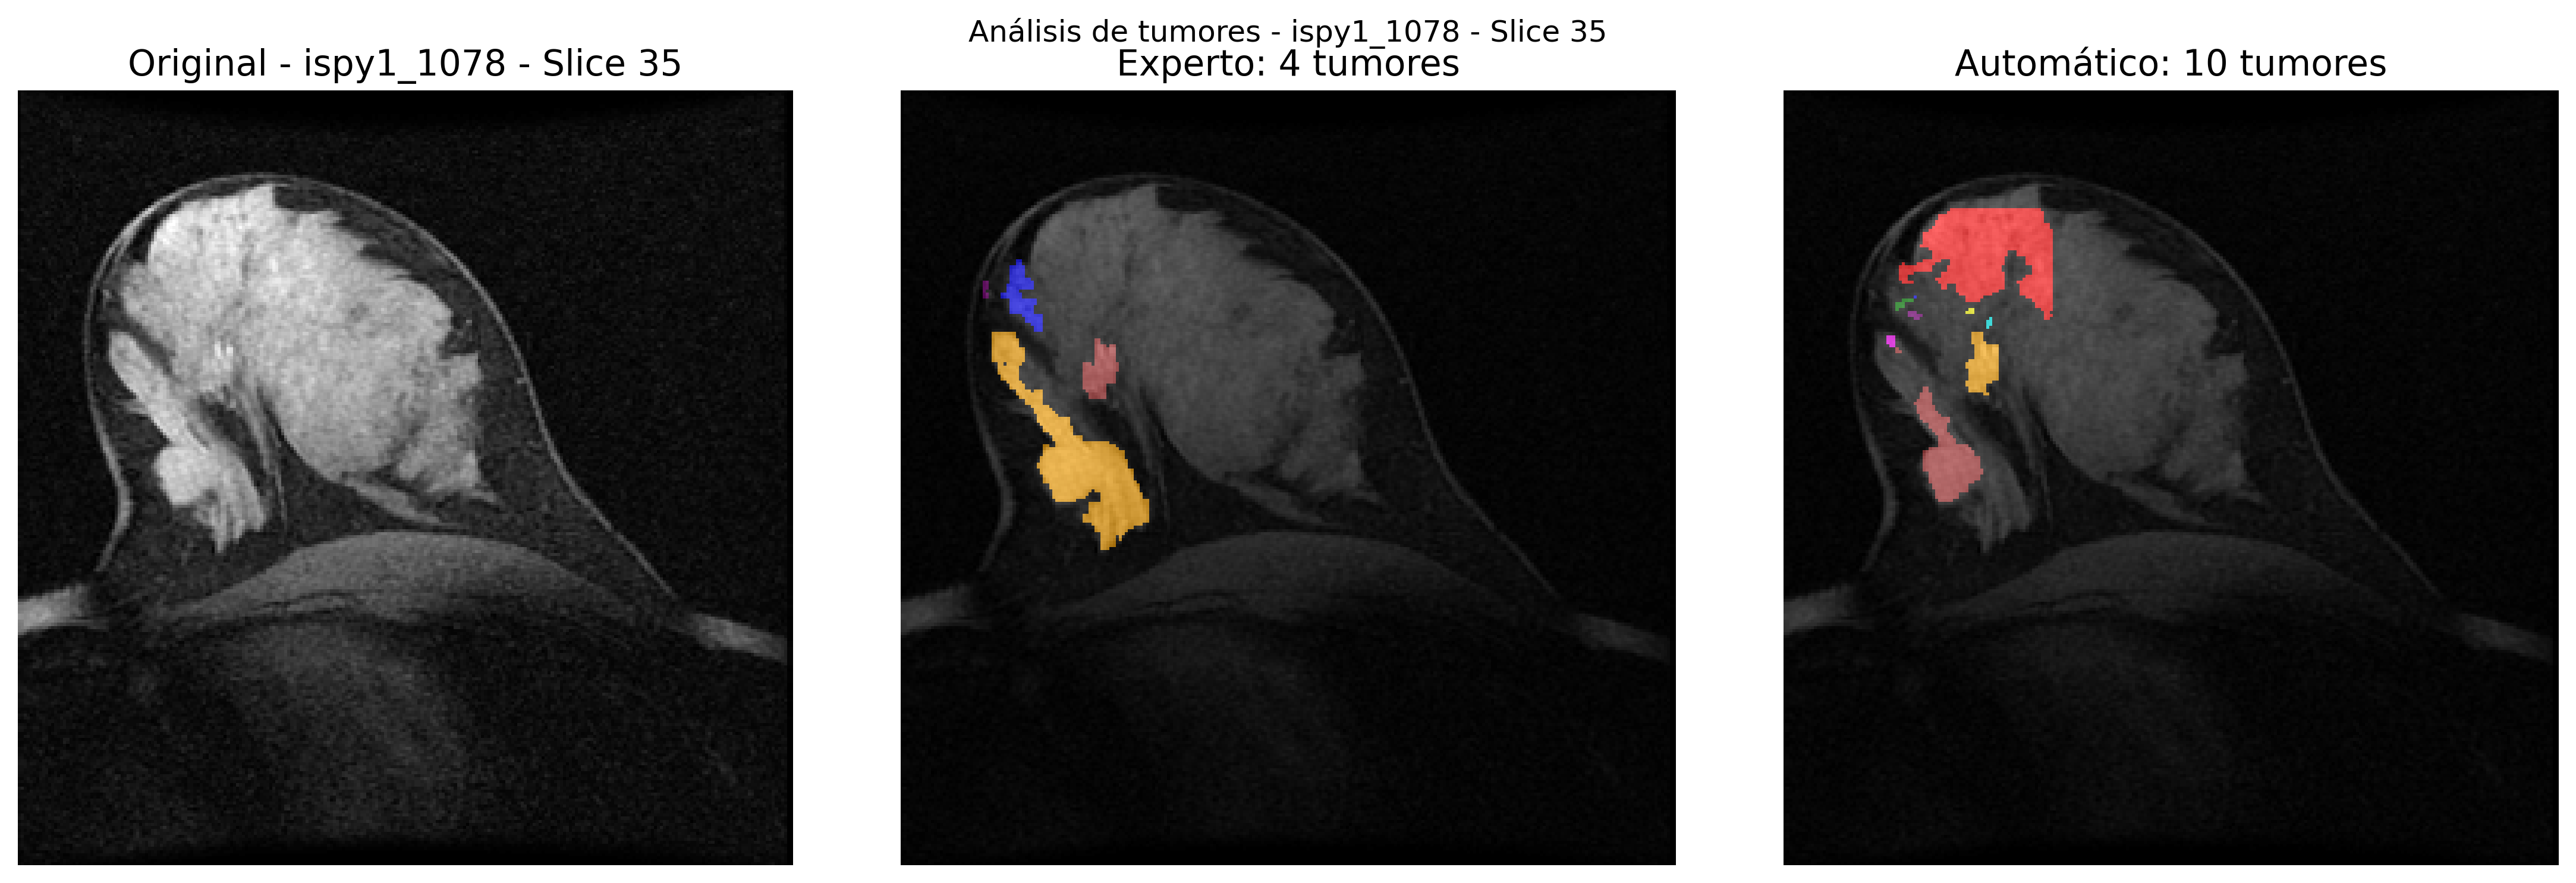 Análisis de tumores - ispy1_1078 - Slice 35
Original - ispy1_1078 - Slice 35
Experto: 4 tumores
Automático: 10 tumores